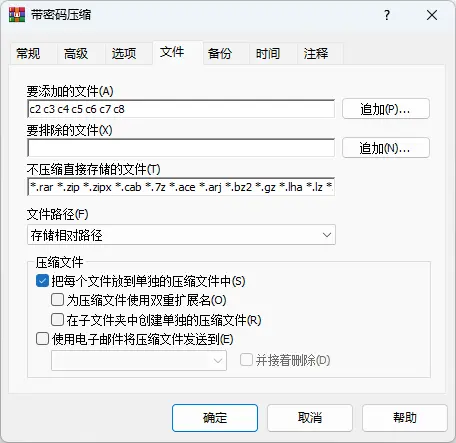 带密码压缩
常规 高级 选项 文件 备份 时间 注释
要添加的文件(A)
c2 c3 c4 c5 c6 c7 c8
追加(P)...
要排除的文件(X)
追加(N)...
不压缩直接存储的文件(T)
*.rar *.zip *.zipx *.cab *.7z *.ace *.arj *.bz2 *.gz *.lha *.lz *.
文件路径(F)
存储相对路径
压缩文件
把每个文件放到单独的压缩文件中(S)
为压缩文件使用双重扩展名(O)
在子文件夹中创建单独的压缩文件(R)
使用电子邮件将压缩文件发送到(E)
并接着删除(D)
确定 取消 帮助